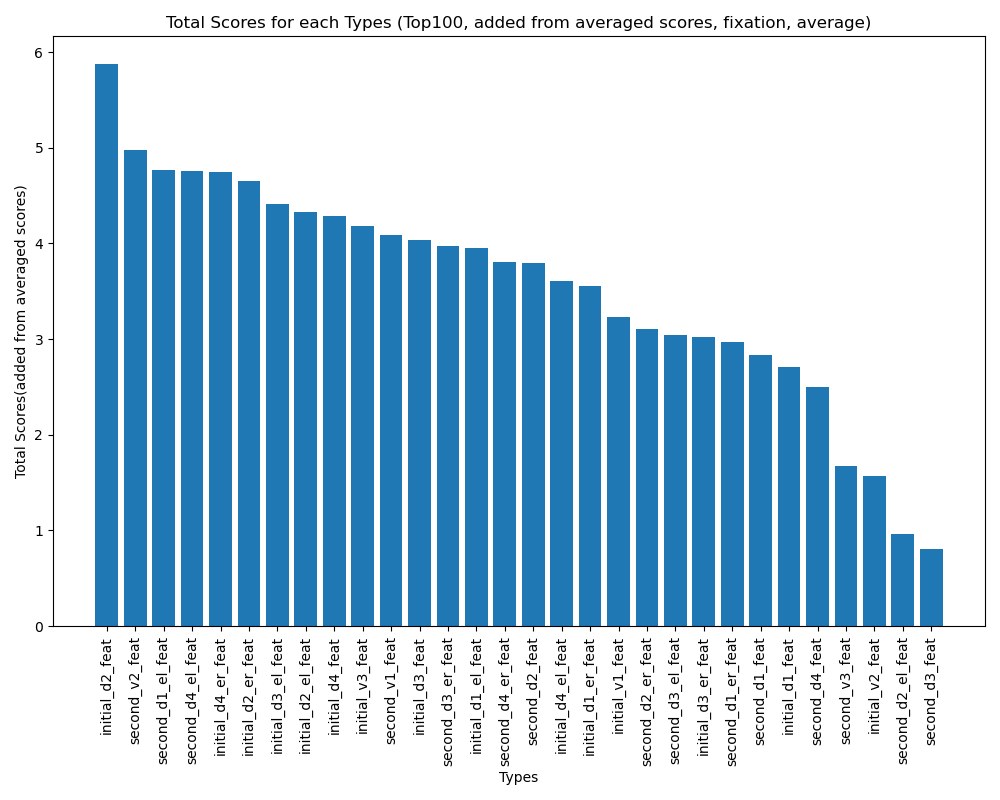 Total Scores for each Types (Top100, added from averaged scores, fixation, average)
Total Scores(added from averaged scores)
6
5
4
3
2
1
0
initial_d2_feat
second_v2_feat
second_d1_el_feat
second_d4_el_feat
initial_d4_er_feat
initial_d2_er_feat
initial_d3_el_feat
initial_d2_el_feat
initial_d4_feat
initial_v3_feat
second_v1_feat
initial_d3_feat
second_d3_er_feat
initial_d1_el_feat
second_d4_er_feat
second_d2_feat
initial_d4_el_feat
initial_d1_er_feat
initial_v1_feat
second_d2_er_feat
second_d3_el_feat
initial_d3_er_feat
second_d1_er_feat
second_d1_feat
initial_d1_feat
second_d4_feat
second_v3_feat
initial_v2_feat
second_d2_el_feat
second_d3_feat
Types